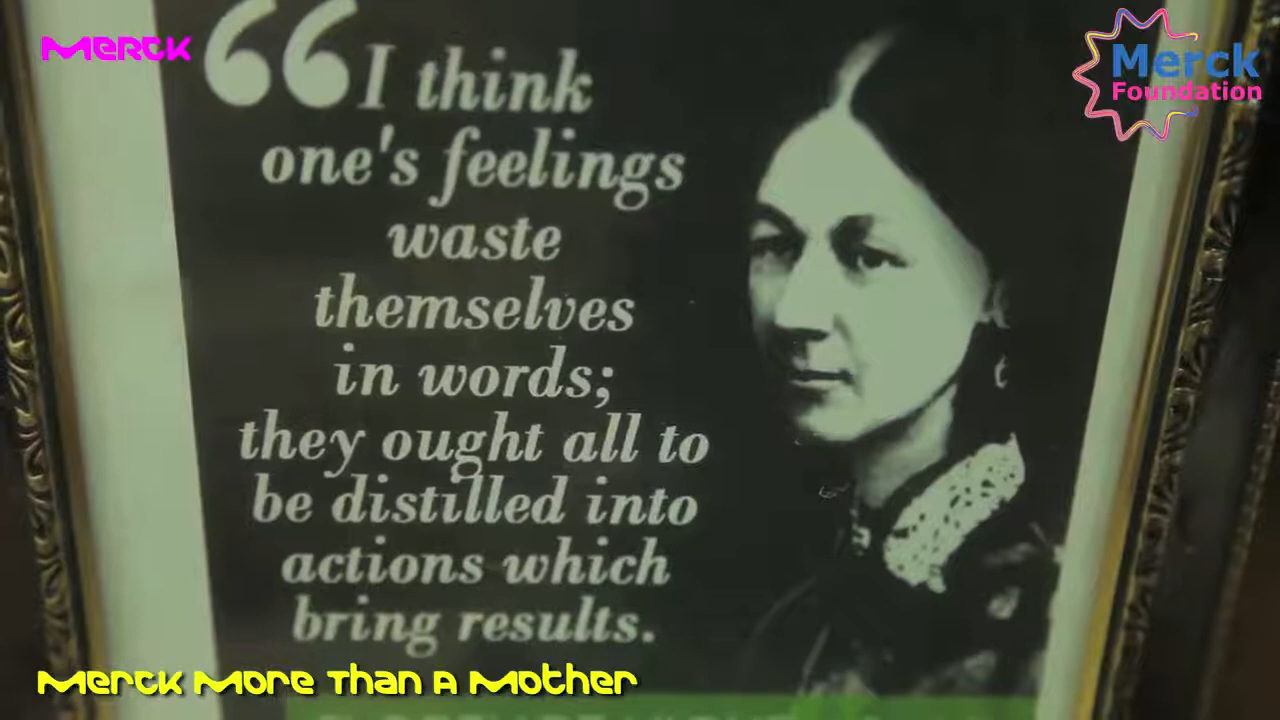 Merck
Merck
Foundation
“I think
one's feelings
waste
themselves
in words;
they ought all to
be distilled into
actions which
bring results.
Merck More Than A Mother